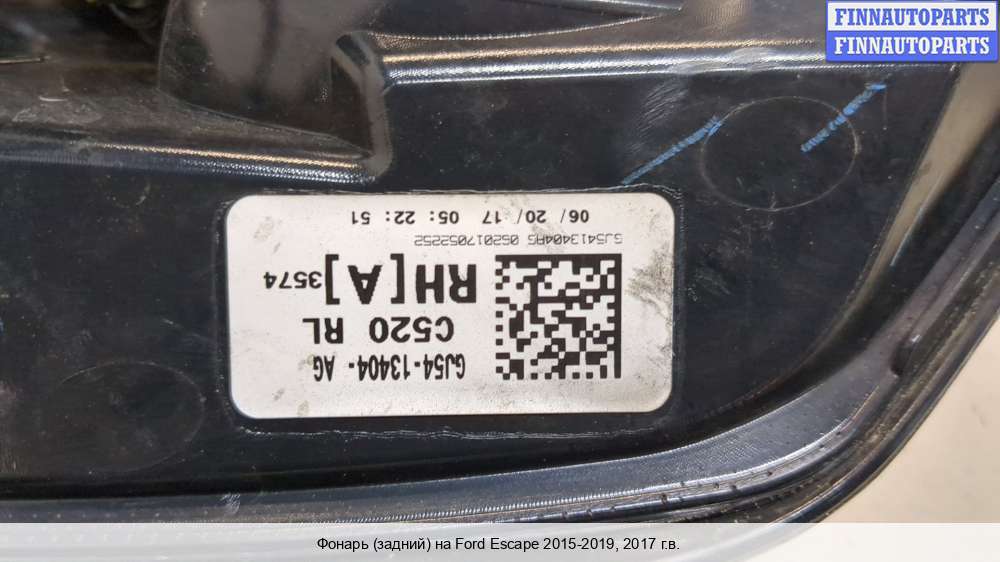 FINNAUTOPARTS
FINNAUTOPARTS
GJ54-13404- AG
C520 RL
RH[A]3574
GJ5413404AG 062017052252
06/ 20/ 17 05: 22: 51
Фонарь (задний) на Ford Escape 2015-2019, 2017 г.в.